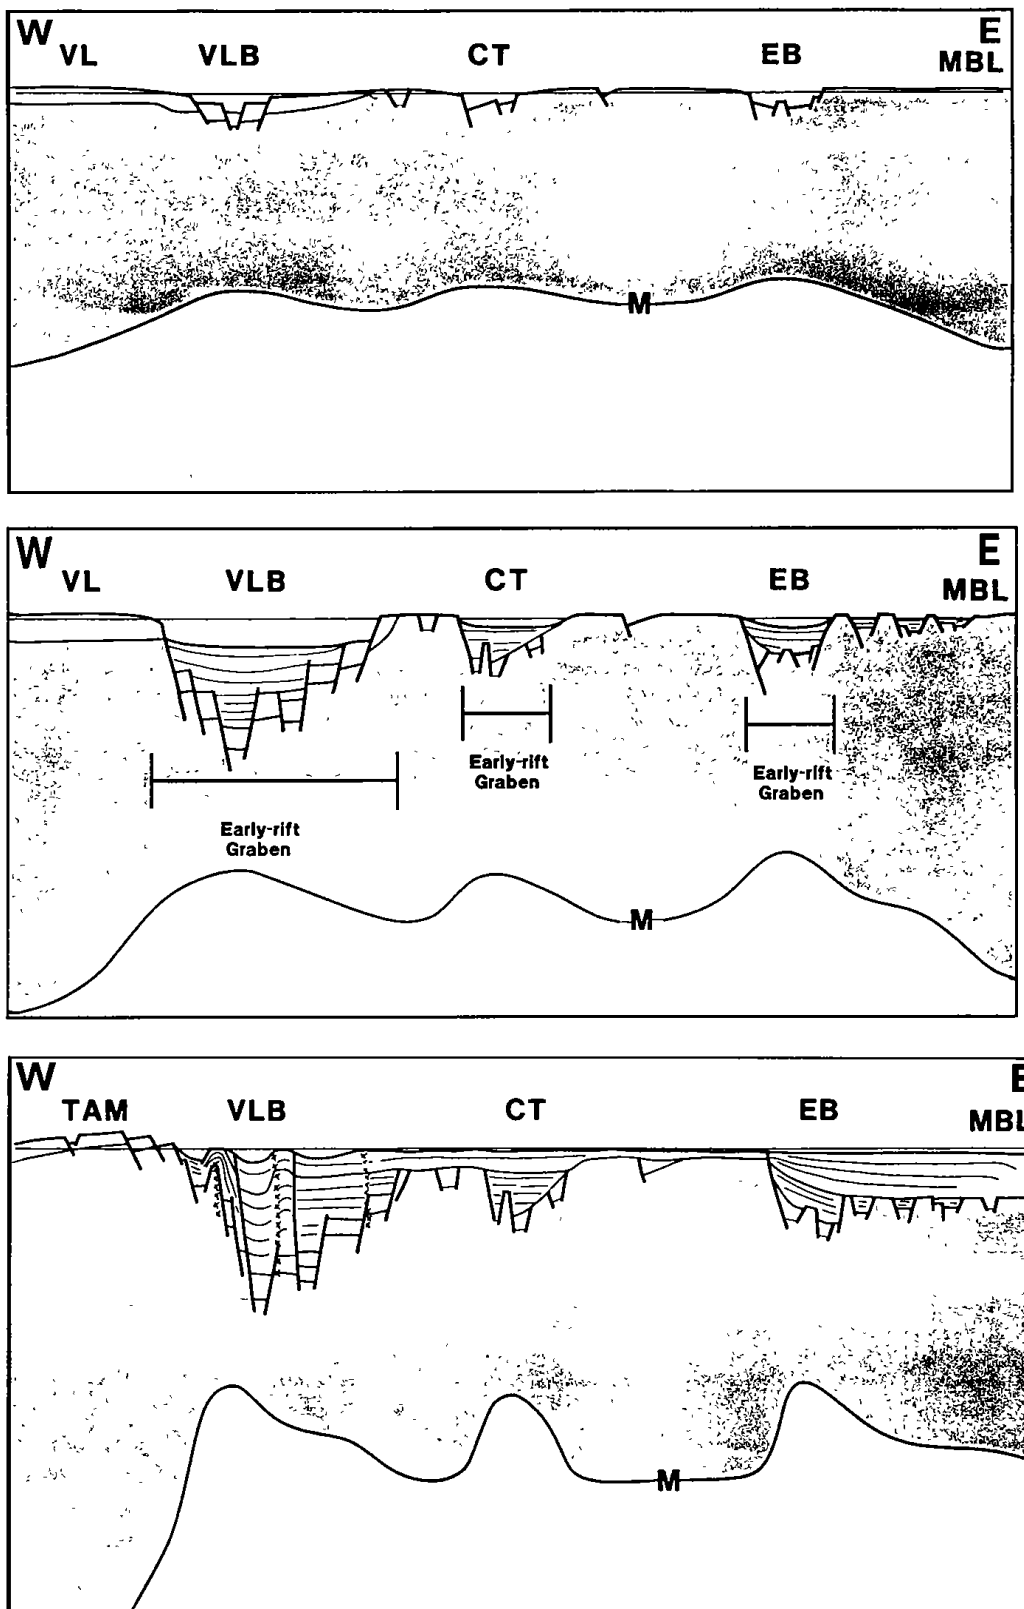 W E
VL VLB CT EB MBL
M
W E
VL VLB CT EB MBL
Early-rift
Graben
Early-rift
Graben
Early-rift
Graben
M
W E
TAM VLB CT EB MBL
M